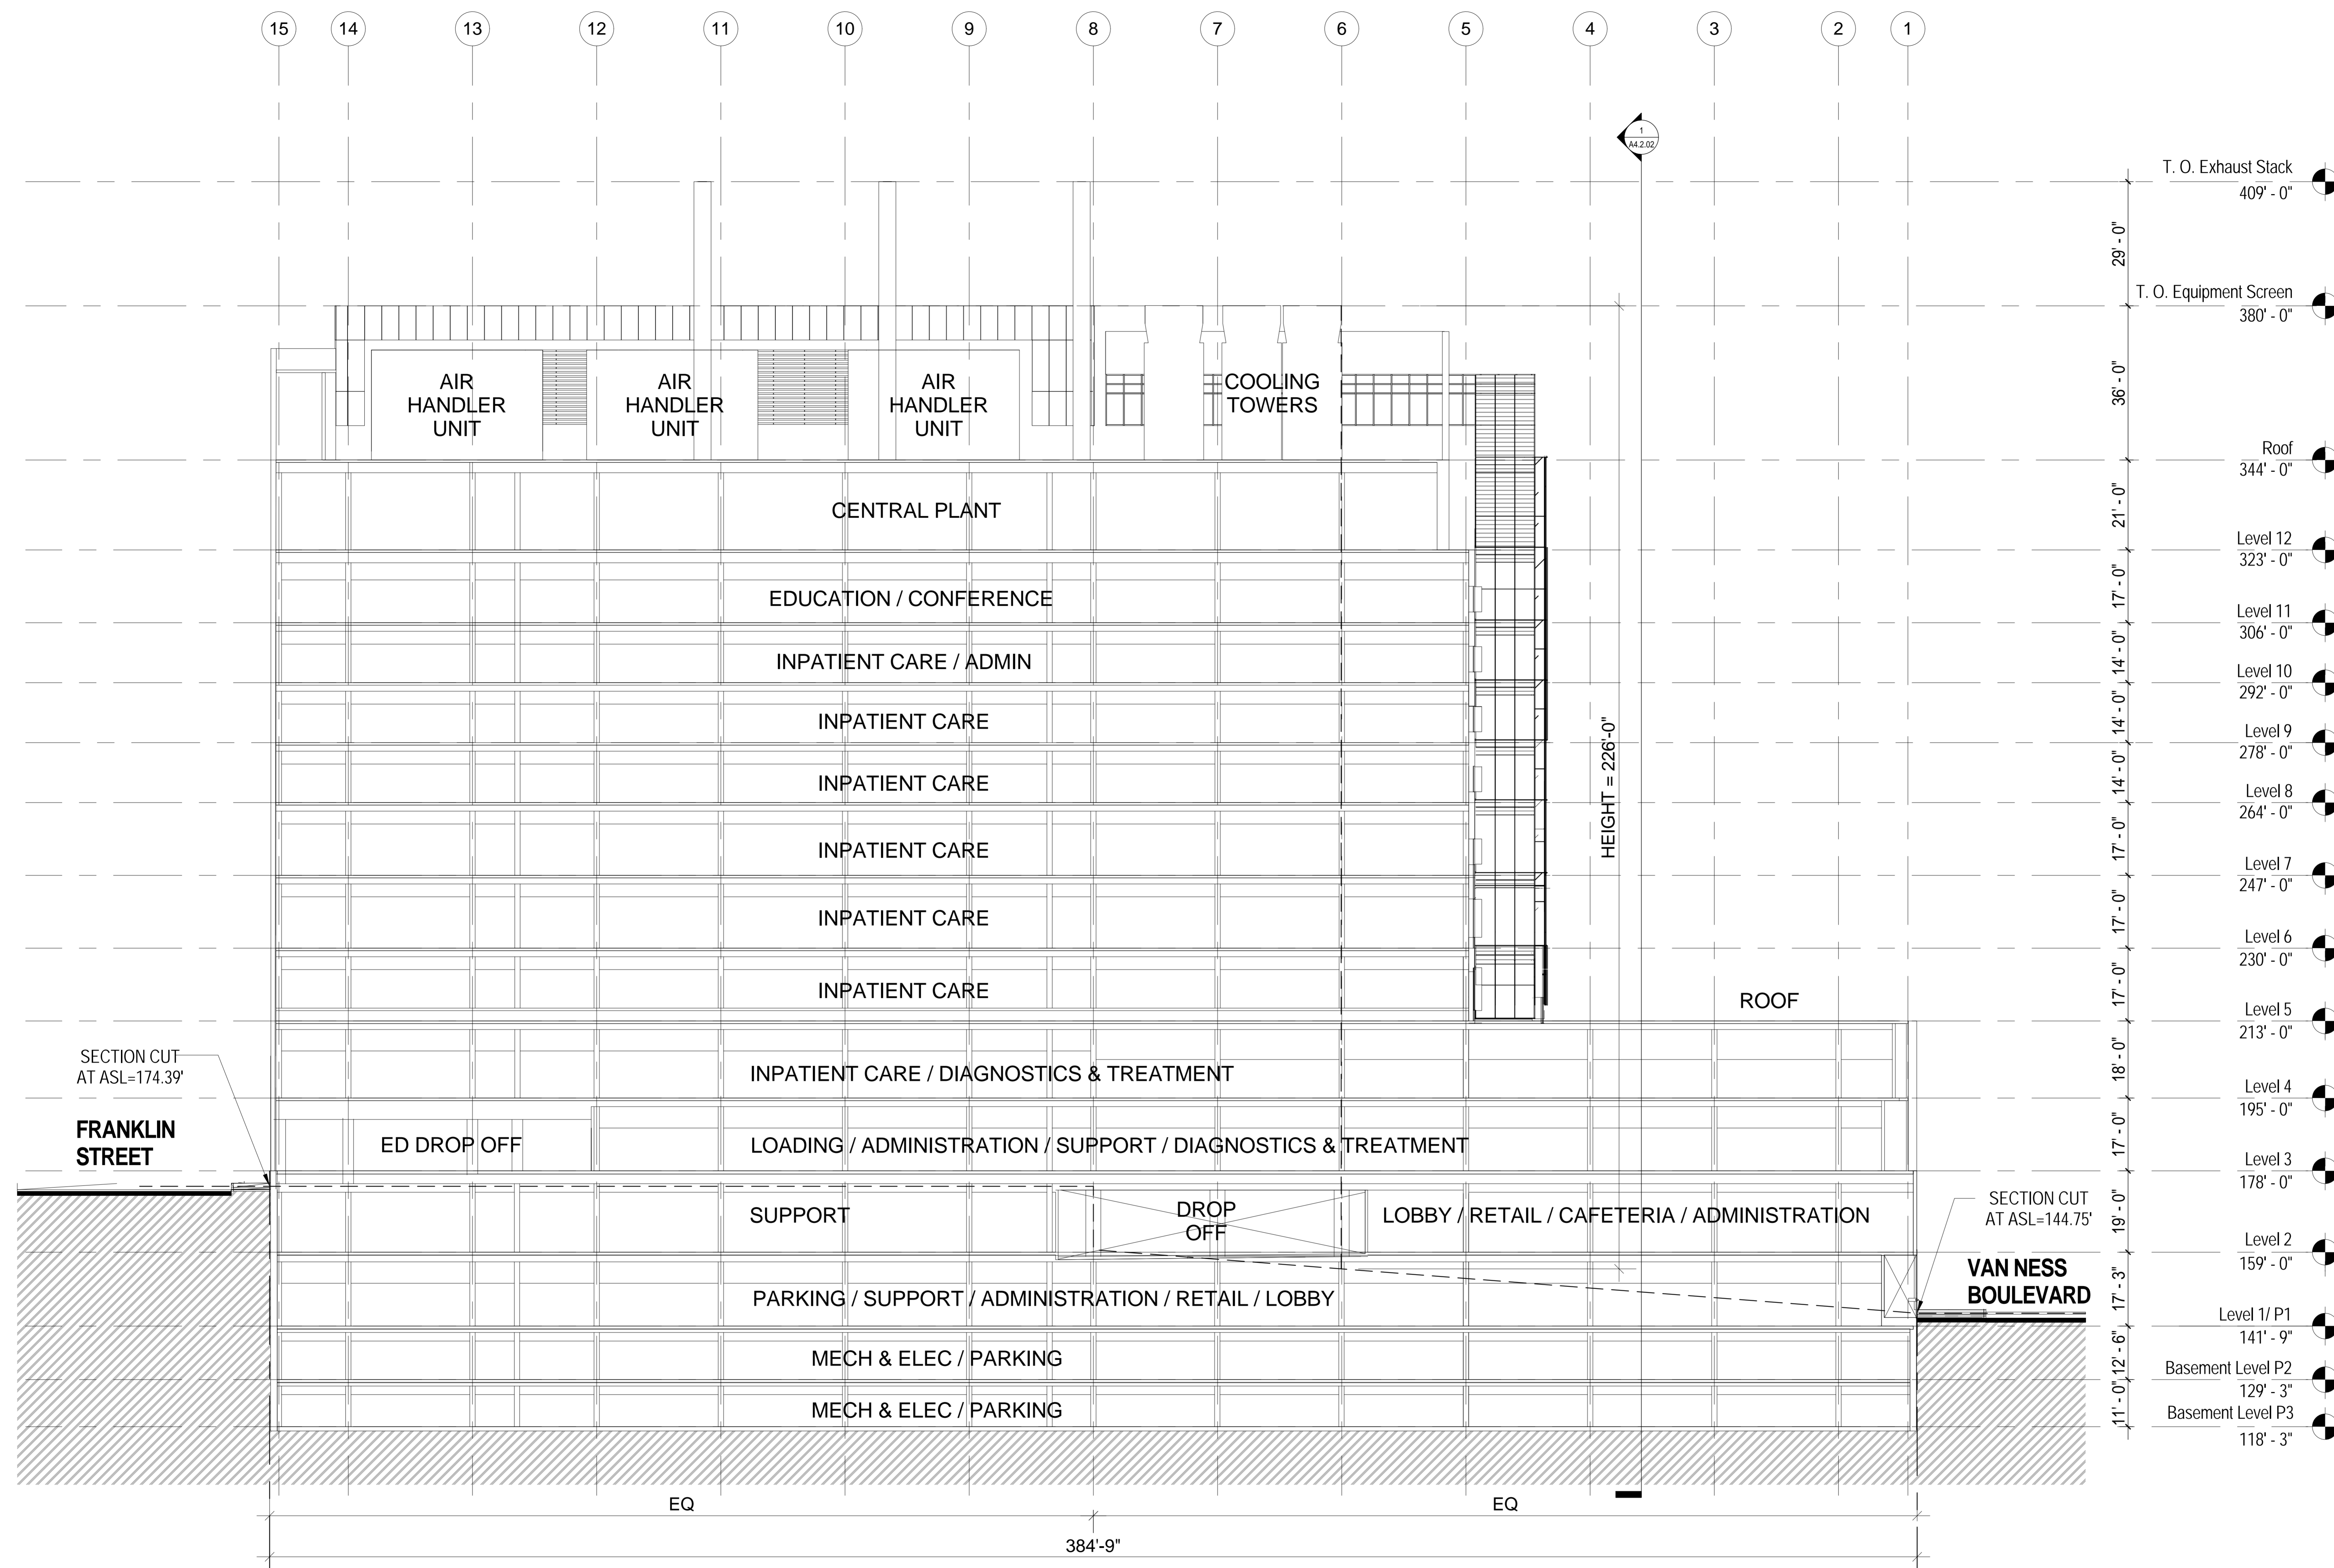 15 14 13 12 11 10 9 8 7 6 5 4 3 2 1
1
A4.2.02
T. O. Exhaust Stack
409' - 0"
29' - 0"
T. O. Equipment Screen
380' - 0"
36' - 0"
AIR
HANDLER
UNIT
AIR
HANDLER
UNIT
AIR
HANDLER
UNIT
COOLING
TOWERS
Roof
344' - 0"
21' - 0"
CENTRAL PLANT
Level 12
323' - 0"
17' - 0"
EDUCATION / CONFERENCE
Level 11
306' - 0"
14' - 0"
INPATIENT CARE / ADMIN
Level 10
292' - 0"
14' - 0"
INPATIENT CARE
Level 9
278' - 0"
14' - 0"
INPATIENT CARE
HEIGHT = 226'-0"
Level 8
264' - 0"
17' - 0"
INPATIENT CARE
Level 7
247' - 0"
17' - 0"
INPATIENT CARE
Level 6
230' - 0"
17' - 0"
INPATIENT CARE
ROOF
Level 5
213' - 0"
18' - 0"
SECTION CUT
AT ASL=174.39'
INPATIENT CARE / DIAGNOSTICS & TREATMENT
Level 4
195' - 0"
17' - 0"
FRANKLIN
STREET
ED DROP OFF
LOADING / ADMINISTRATION / SUPPORT / DIAGNOSTICS & TREATMENT
Level 3
178' - 0"
19' - 0"
SUPPORT
DROP
OFF
LOBBY / RETAIL / CAFETERIA / ADMINISTRATION
SECTION CUT
AT ASL=144.75'
Level 2
159' - 0"
17' - 3"
PARKING / SUPPORT / ADMINISTRATION / RETAIL / LOBBY
VAN NESS
BOULEVARD
Level 1/ P1
141' - 9"
12' - 6"
MECH & ELEC / PARKING
Basement Level P2
129' - 3"
11' - 0"
MECH & ELEC / PARKING
Basement Level P3
118' - 3"
EQ
EQ
384'-9"